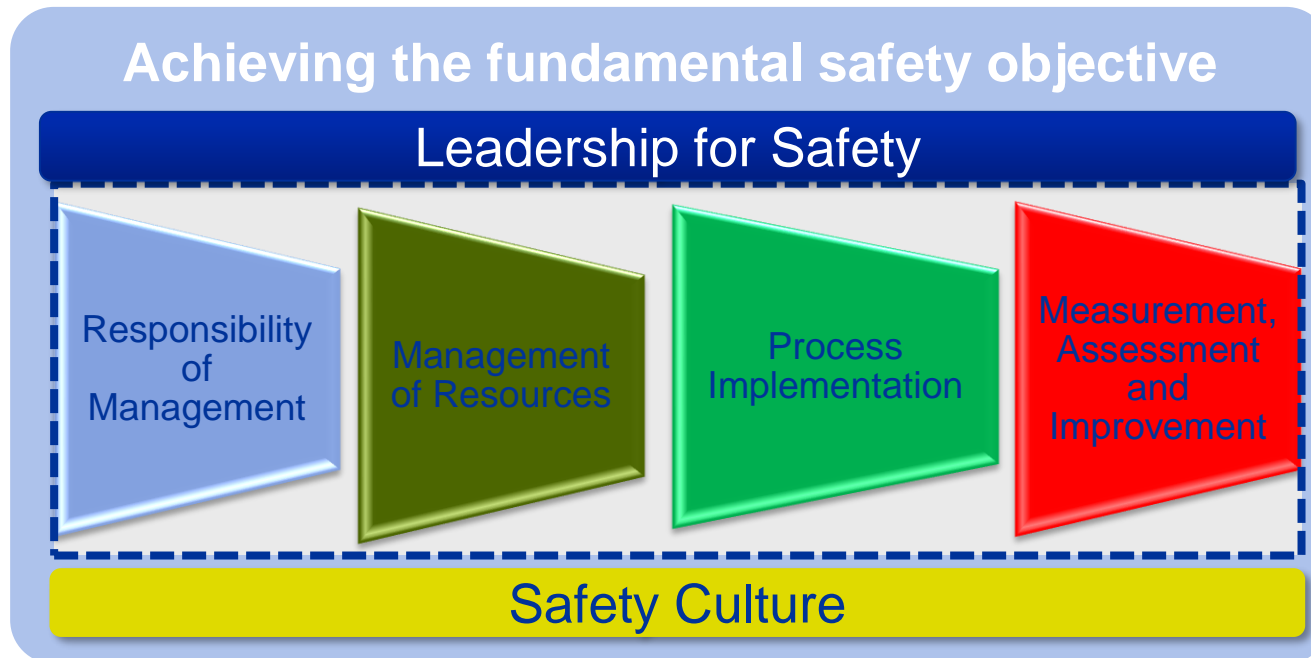 Achieving the fundamental safety objective
Leadership for Safety
Responsibility
of
Management
Management
of Resources
Process
Implementation
Measurement,
Assessment
and
Improvement
Safety Culture